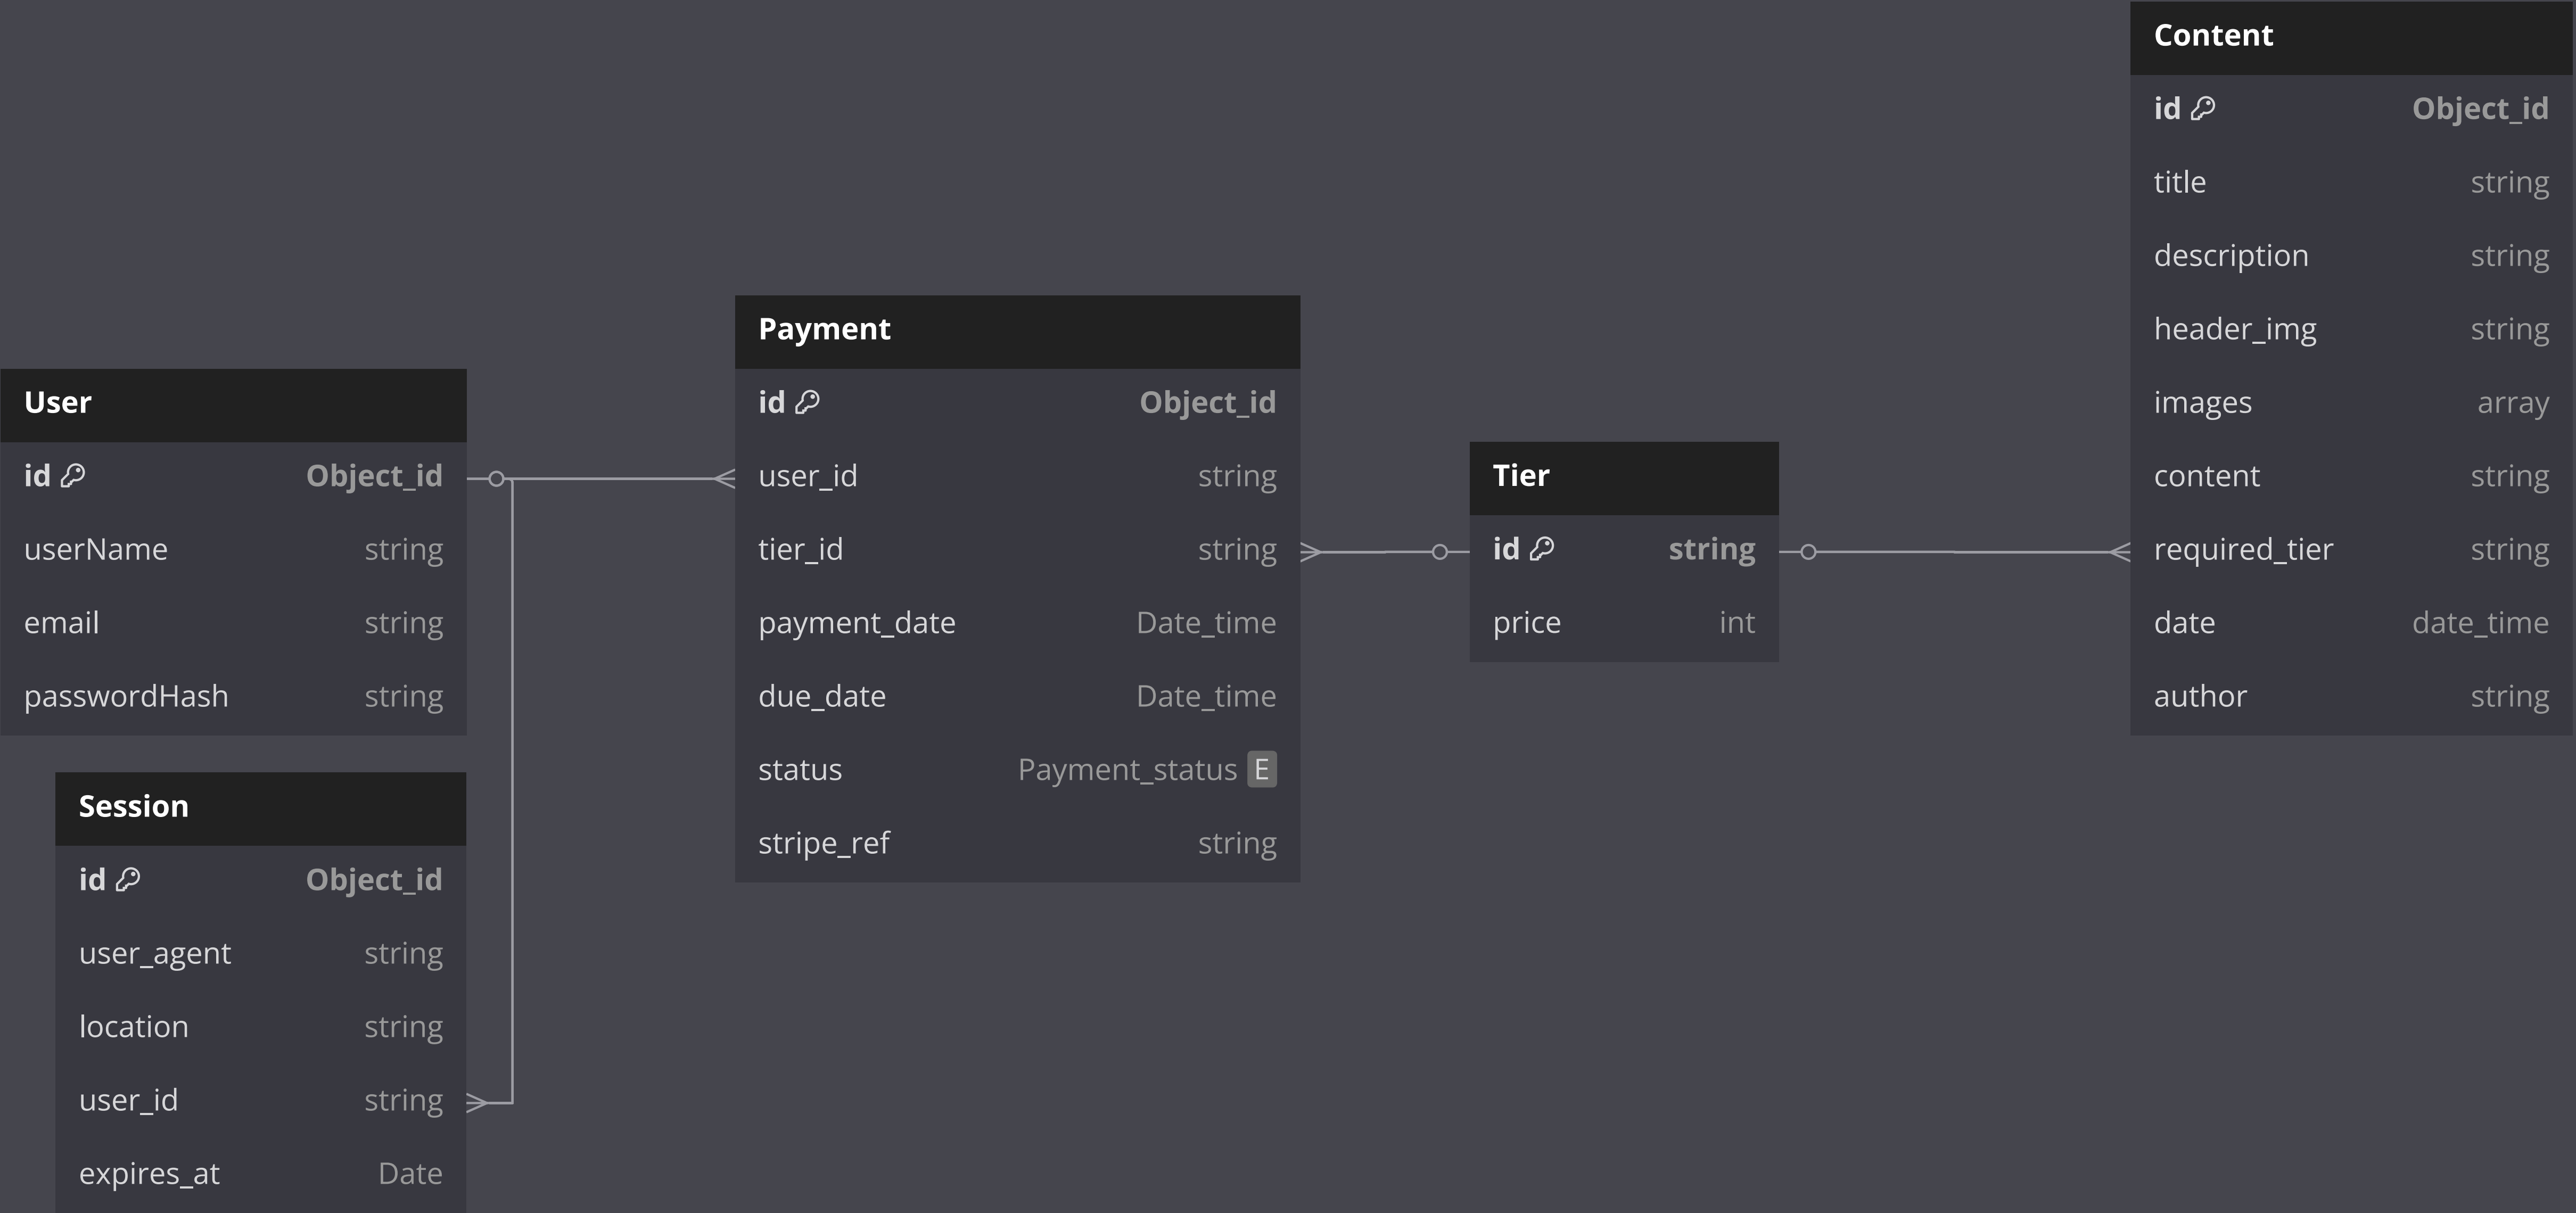 User
id Object_id
userName string
email string
passwordHash string
Session
id Object_id
user_agent string
location string
user_id string
expires_at Date
Payment
id Object_id
user_id string
tier_id string
payment_date Date_time
due_date Date_time
status Payment_status E
stripe_ref string
Tier
id string
price int
Content
id Object_id
title string
description string
header_img string
images array
content string
required_tier string
date date_time
author string